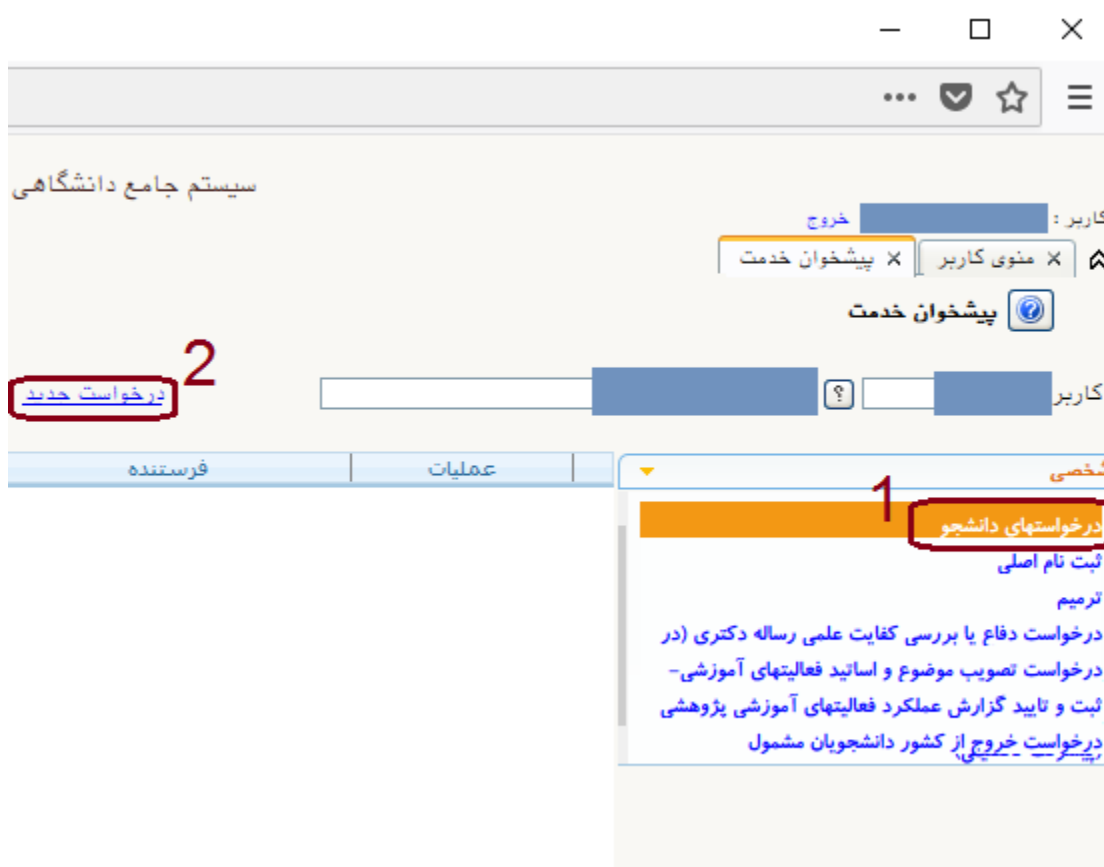 سیستم جامع دانشگاهی
کاربر : خروج
منوی کاربر
پیشخوان خدمت
پیشخوان خدمت
کاربر ؟
2
درخواست جدید
شخصی
عملیات
فرستنده
1
درخواستهای دانشجو
ثبت نام اصلی
ترمیم
درخواست دفاع یا بررسی کفایت علمی رساله دکتری (در
درخواست تصویب موضوع و اساتید فعالیتهای آموزشی-
ثبت و تایید گزارش عملکرد فعالیتهای آموزشی پژوهشی
درخواست خروج از کشور دانشجویان مشمول